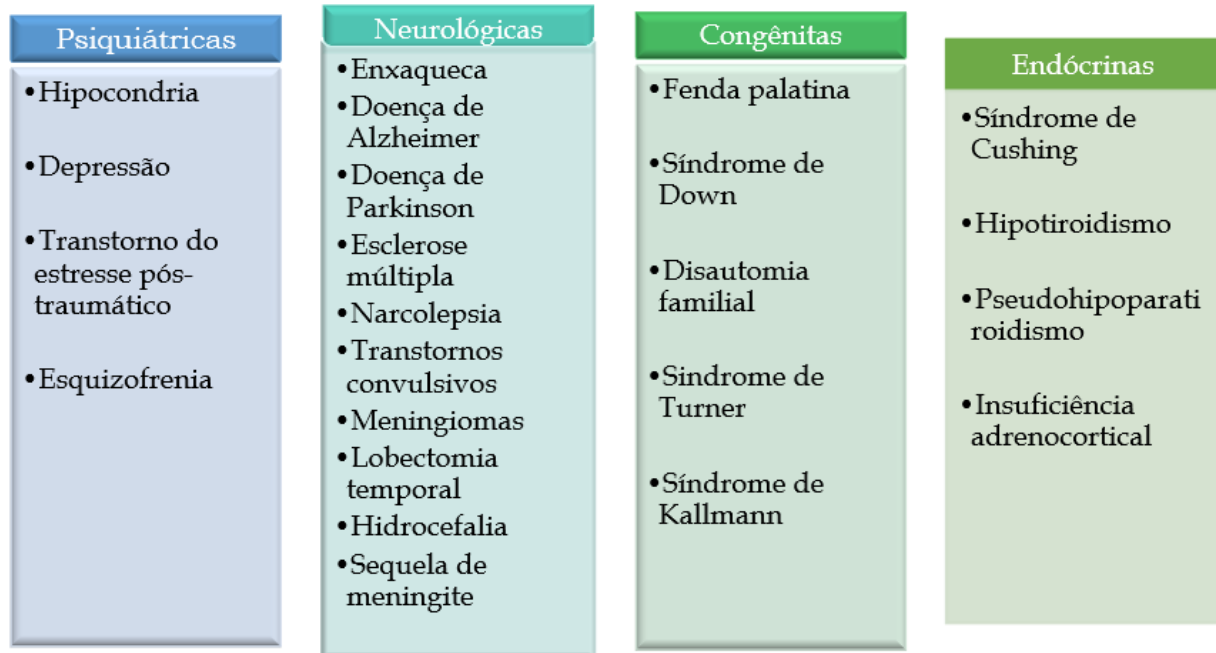 Psiquiátricas
•Hipocondria
•Depressão
•Transtorno do
estresse pós-
traumático
•Esquizofrenia
Neurológicas
•Enxaqueca
•Doença de
Alzheimer
•Doença de
Parkinson
•Esclerose
múltipla
•Narcolepsia
•Transtornos
convulsivos
•Meningiomas
•Lobectomia
temporal
•Hidrocefalia
•Sequela de
meningite
Congênitas
•Fenda palatina
•Síndrome de
Down
•Disautomia
familial
•Sindrome de
Turner
•Síndrome de
Kallmann
Endócrinas
•Síndrome de
Cushing
•Hipotiroidismo
•Pseudohipoparati
roidismo
•Insuficiência
adrenocortical